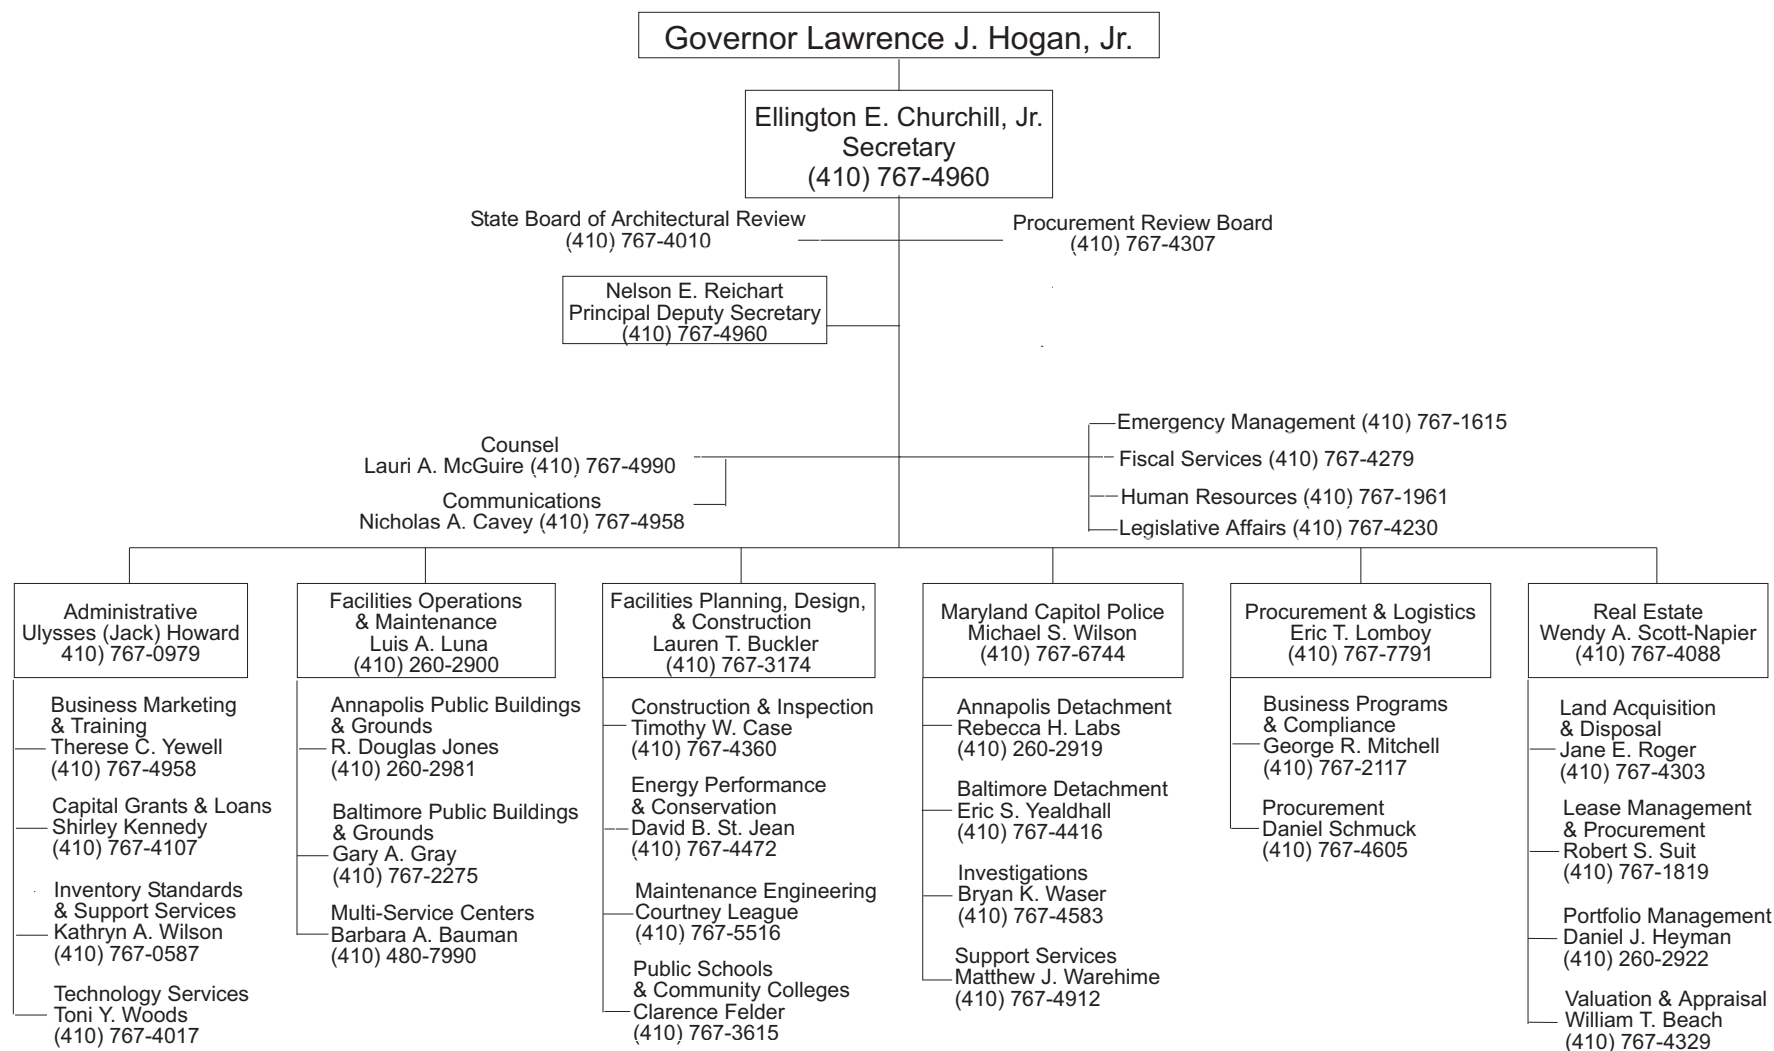 Governor Lawrence J. Hogan, Jr.
Ellington E. Churchill, Jr.
Secretary
(410) 767-4960
State Board of Architectural Review
(410) 767-4010
Procurement Review Board
(410) 767-4307
Nelson E. Reichart
Principal Deputy Secretary
(410) 767-4960
Counsel
Lauri A. McGuire (410) 767-4990
Communications
Nicholas A. Cavey (410) 767-4958
Emergency Management (410) 767-1615
Fiscal Services (410) 767-4279
Human Resources (410) 767-1961
Legislative Affairs (410) 767-4230
Administrative
Ulysses (Jack) Howard
410) 767-0979
Business Marketing
& Training
Therese C. Yewell
(410) 767-4958
Capital Grants & Loans
Shirley Kennedy
(410) 767-4107
Inventory Standards
& Support Services
Kathryn A. Wilson
(410) 767-0587
Technology Services
Toni Y. Woods
(410) 767-4017
Facilities Operations
& Maintenance
Luis A. Luna
(410) 260-2900
Annapolis Public Buildings
& Grounds
R. Douglas Jones
(410) 260-2981
Baltimore Public Buildings
& Grounds
Gary A. Gray
(410) 767-2275
Multi-Service Centers
Barbara A. Bauman
(410) 480-7990
Facilities Planning, Design,
& Construction
Lauren T. Buckler
(410) 767-3174
Construction & Inspection
Timothy W. Case
(410) 767-4360
Energy Performance
& Conservation
David B. St. Jean
(410) 767-4472
Maintenance Engineering
Courtney League
(410) 767-5516
Public Schools
& Community Colleges
Clarence Felder
(410) 767-3615
Maryland Capitol Police
Michael S. Wilson
(410) 767-6744
Annapolis Detachment
Rebecca H. Labs
(410) 260-2919
Baltimore Detachment
Eric S. Yealdhall
(410) 767-4416
Investigations
Bryan K. Waser
(410) 767-4583
Support Services
Matthew J. Warehime
(410) 767-4912
Procurement & Logistics
Eric T. Lomboy
(410) 767-7791
Business Programs
& Compliance
George R. Mitchell
(410) 767-2117
Procurement
Daniel Schmuck
(410) 767-4605
Real Estate
Wendy A. Scott-Napier
(410) 767-4088
Land Acquisition
& Disposal
Jane E. Roger
(410) 767-4303
Lease Management
& Procurement
Robert S. Suit
(410) 767-1819
Portfolio Management
Daniel J. Heyman
(410) 260-2922
Valuation & Appraisal
William T. Beach
(410) 767-4329